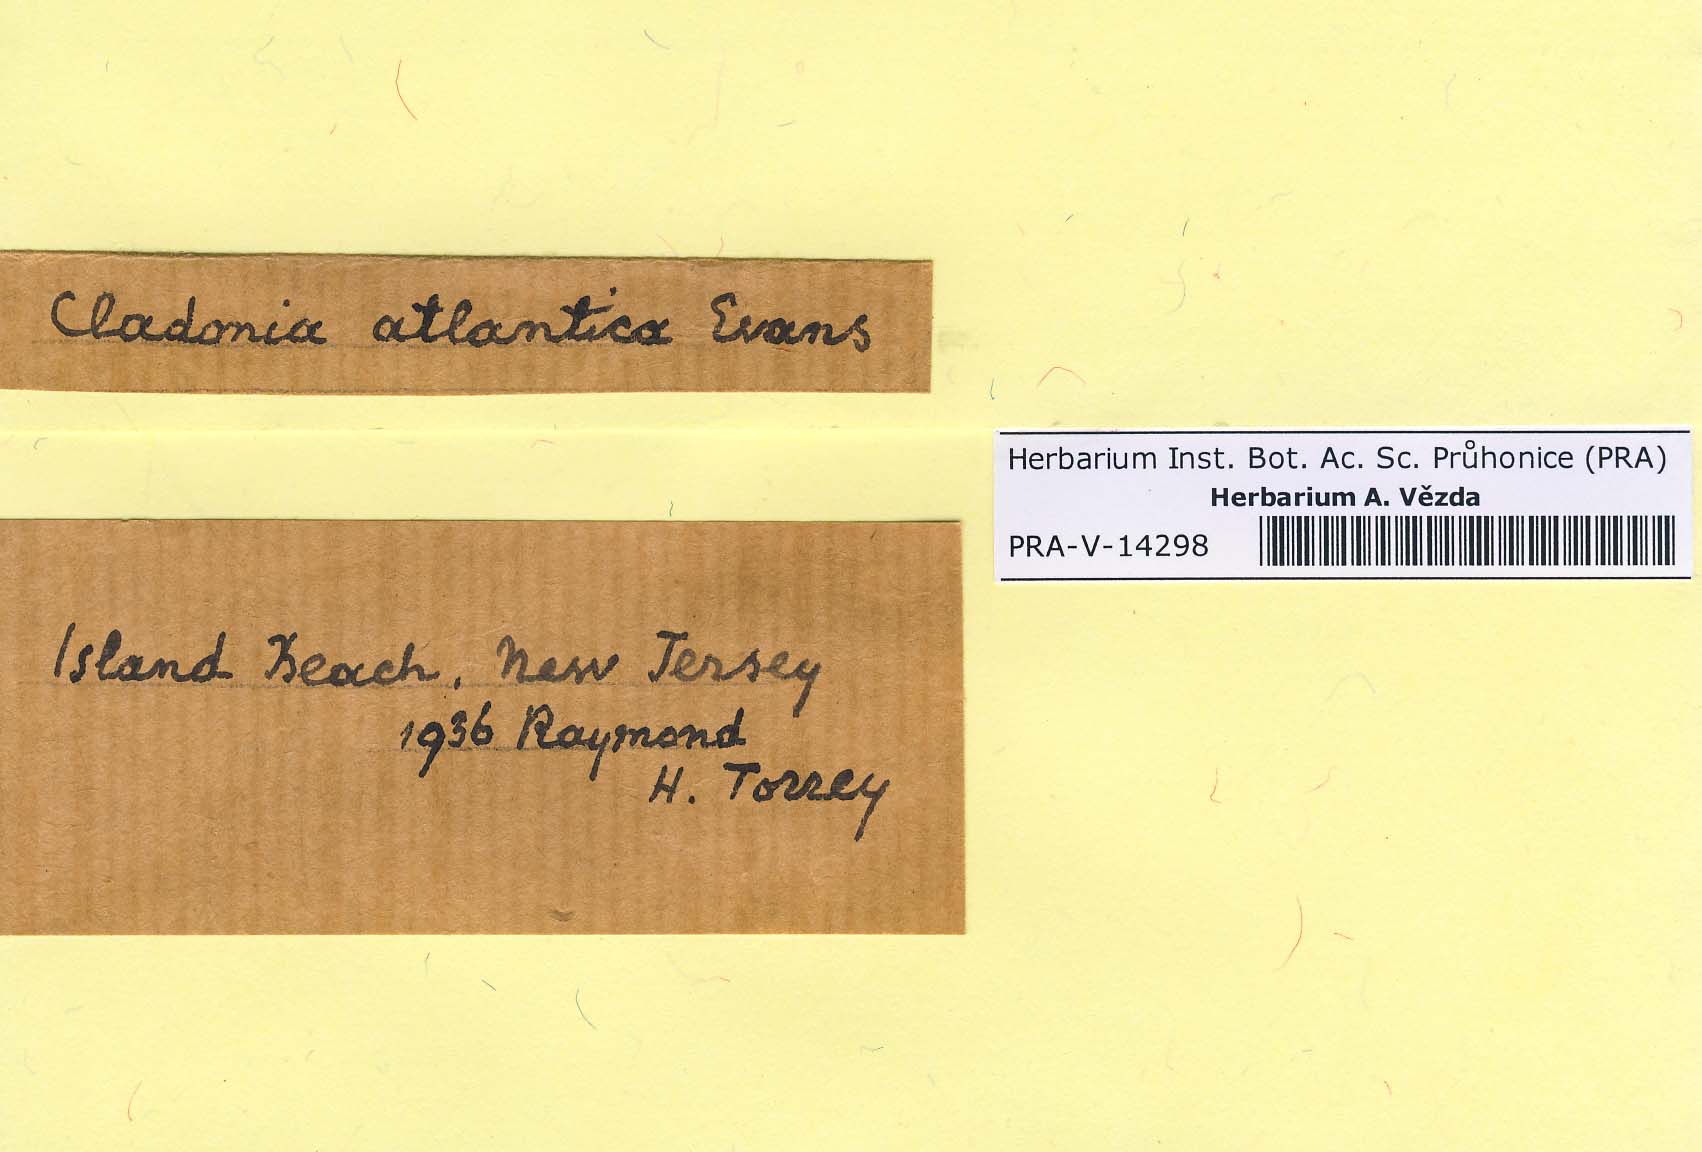 Cladonia atlantica Evans
Herbarium Inst. Bot. Ac. Sc. Průhonice (PRA)
Herbarium A. Vězda
PRA-V-14298
Island Beach, New Jersey
1936 Raymond
H. Torrey